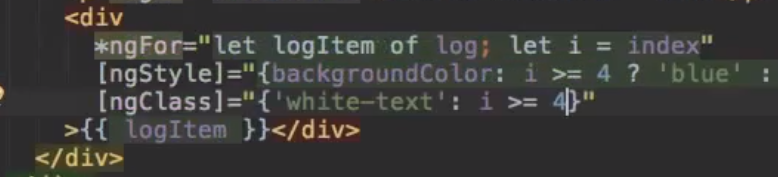 <div
*ngFor="let logItem of log; let i = index"
[ngStyle]="{backgroundColor: i >= 4 ? 'blue' :
[ngClass]="{'white-text': i >= 4}"
>{{ logItem }}</div>
</div>